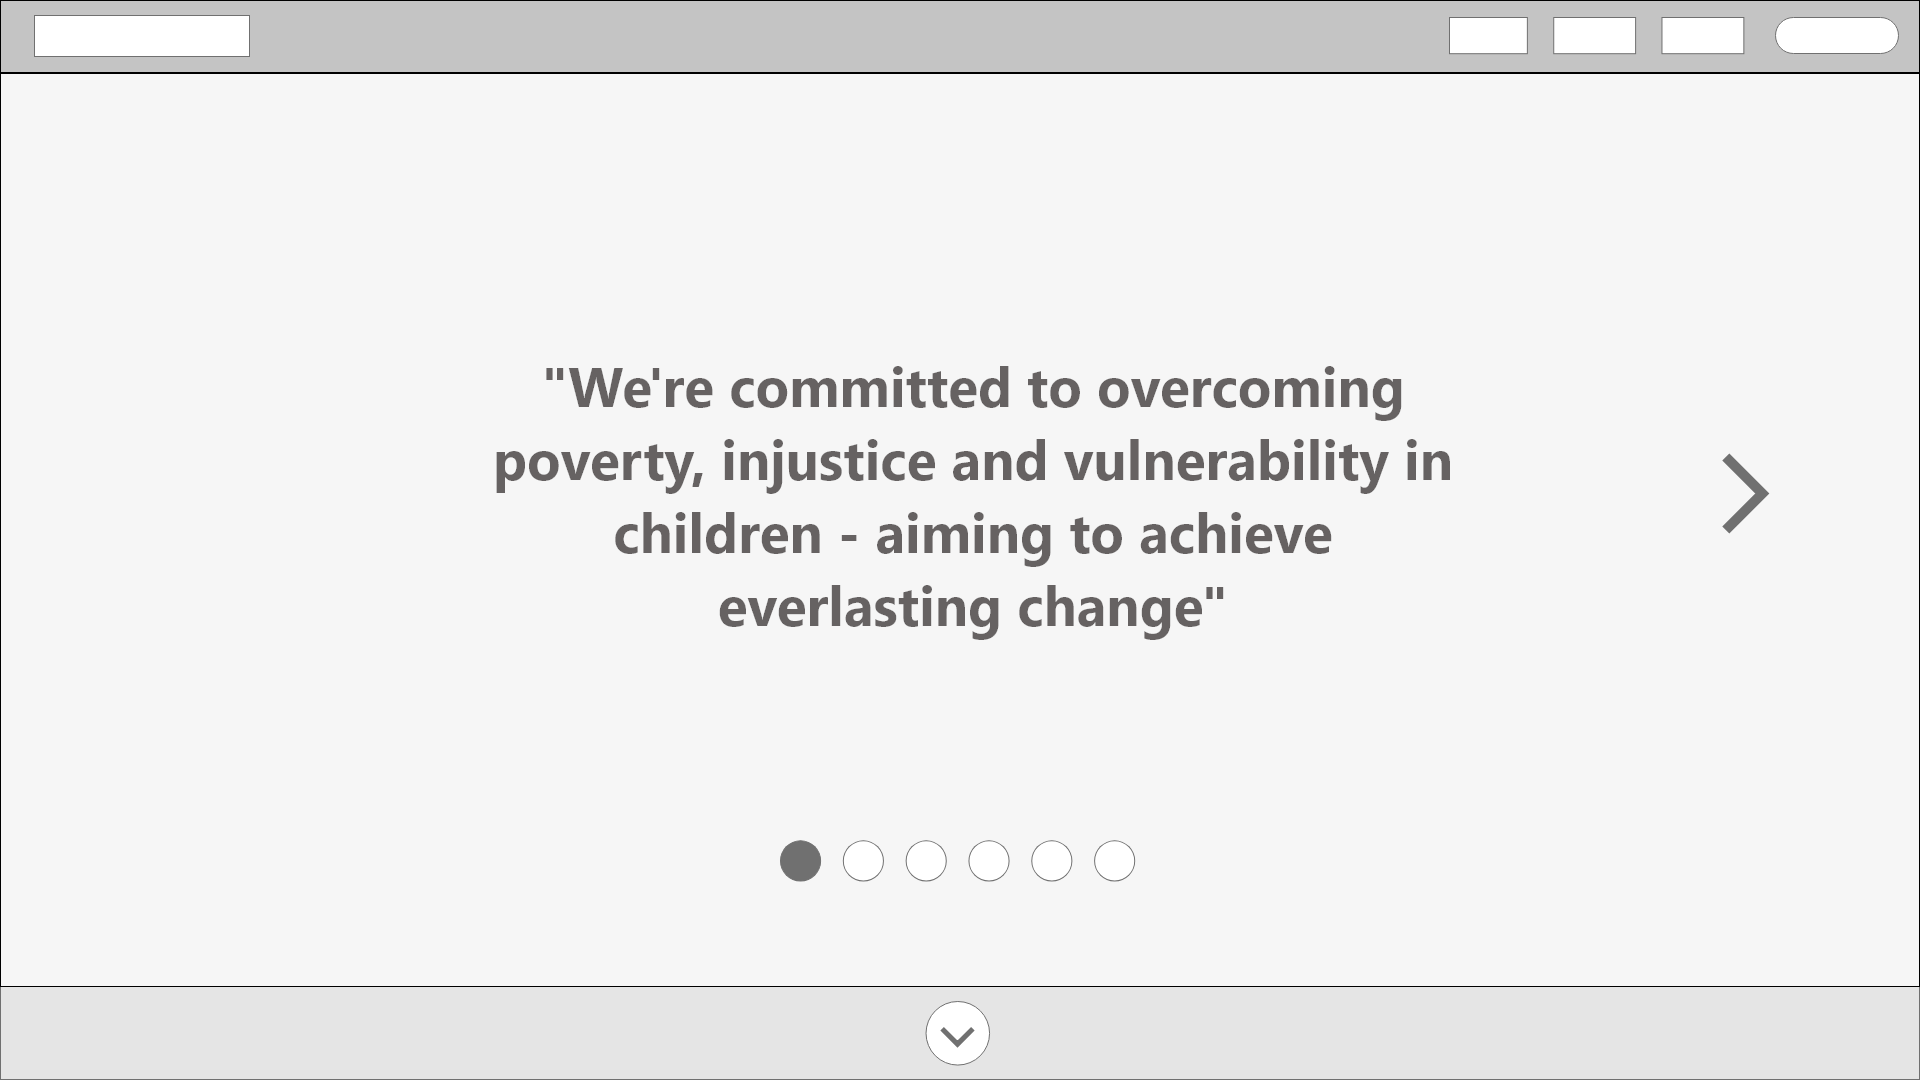 "We're committed to overcoming
poverty, injustice and vulnerability in
children - aiming to achieve
everlasting change"